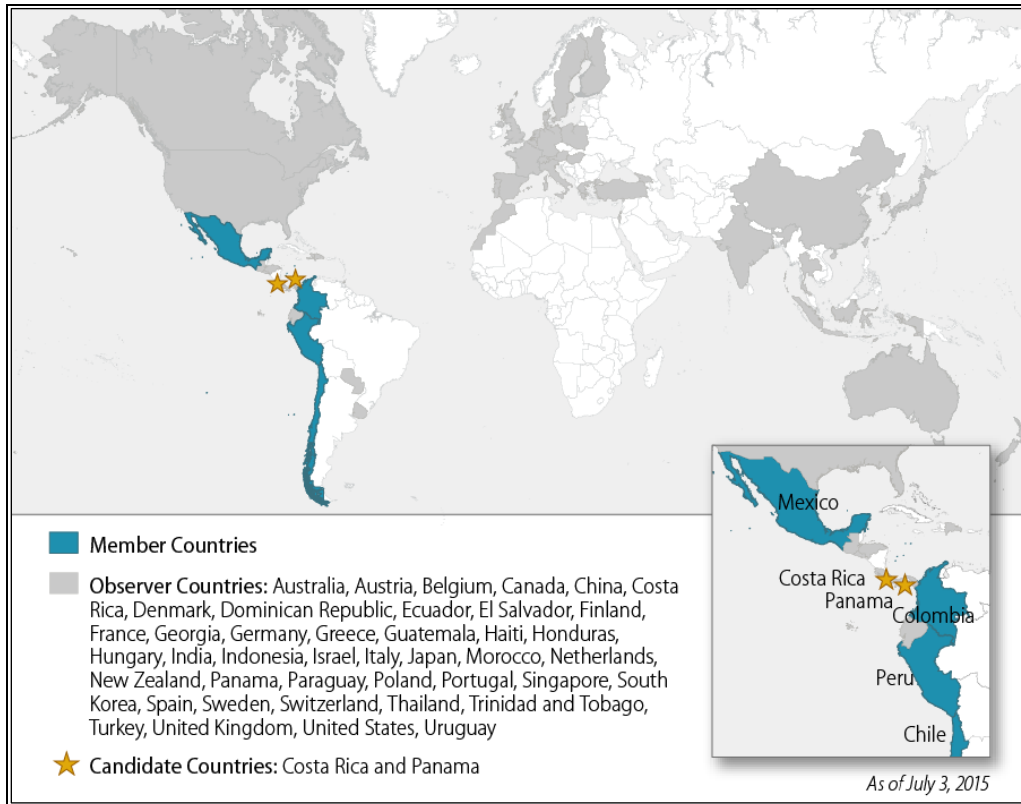 Mexico
Costa Rica
Panama
Colombia
Peru
Chile
Member Countries
Observer Countries: Australia, Austria, Belgium, Canada, China, Costa
Rica, Denmark, Dominican Republic, Ecuador, El Salvador, Finland,
France, Georgia, Germany, Greece, Guatemala, Haiti, Honduras,
Hungary, India, Indonesia, Israel, Italy, Japan, Morocco, Netherlands,
New Zealand, Panama, Paraguay, Poland, Portugal, Singapore, South
Korea, Spain, Sweden, Switzerland, Thailand, Trinidad and Tobago,
Turkey, United Kingdom, United States, Uruguay
Candidate Countries: Costa Rica and Panama
As of July 3, 2015